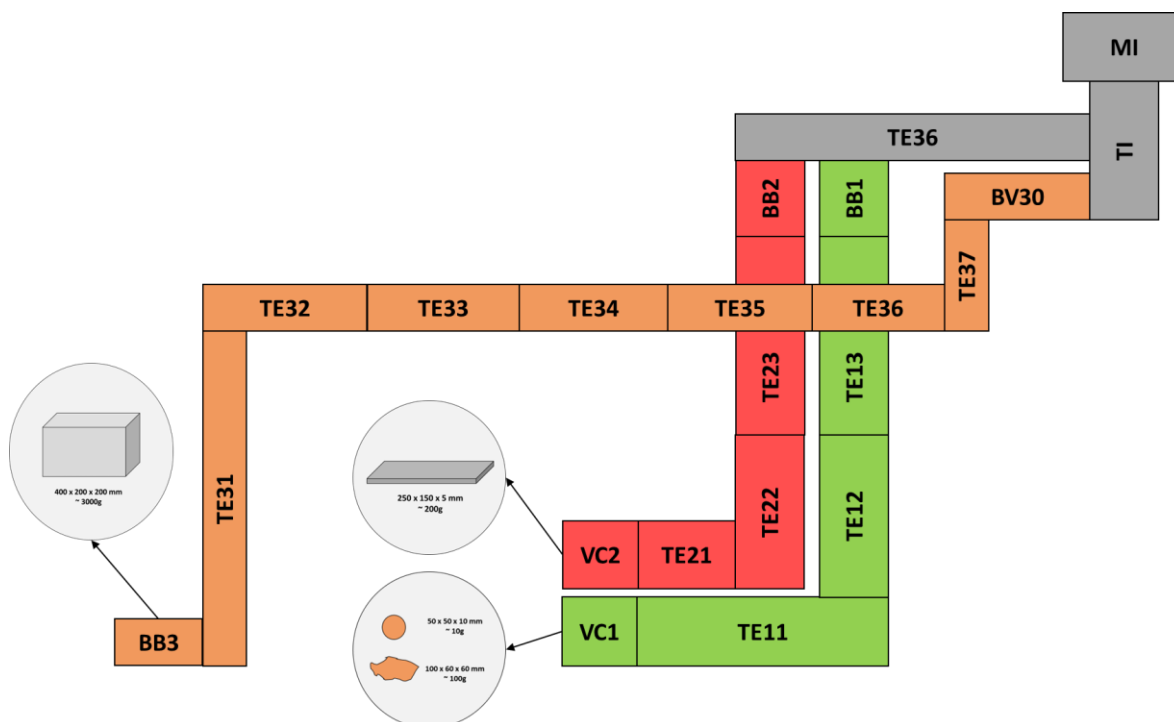 MI
TE36
TI
BB2
BB1
BV30
TE37
TE32
TE33
TE34
TE35
TE36
TE23
TE13
400 x 200 x 200 mm
~ 3000g
TE31
250 x 150 x 5 mm
~ 200g
TE22
TE12
VC2
TE21
50 x 50 x 10 mm
~ 10g
100 x 60 x 60 mm
~ 100g
BB3
VC1
TE11